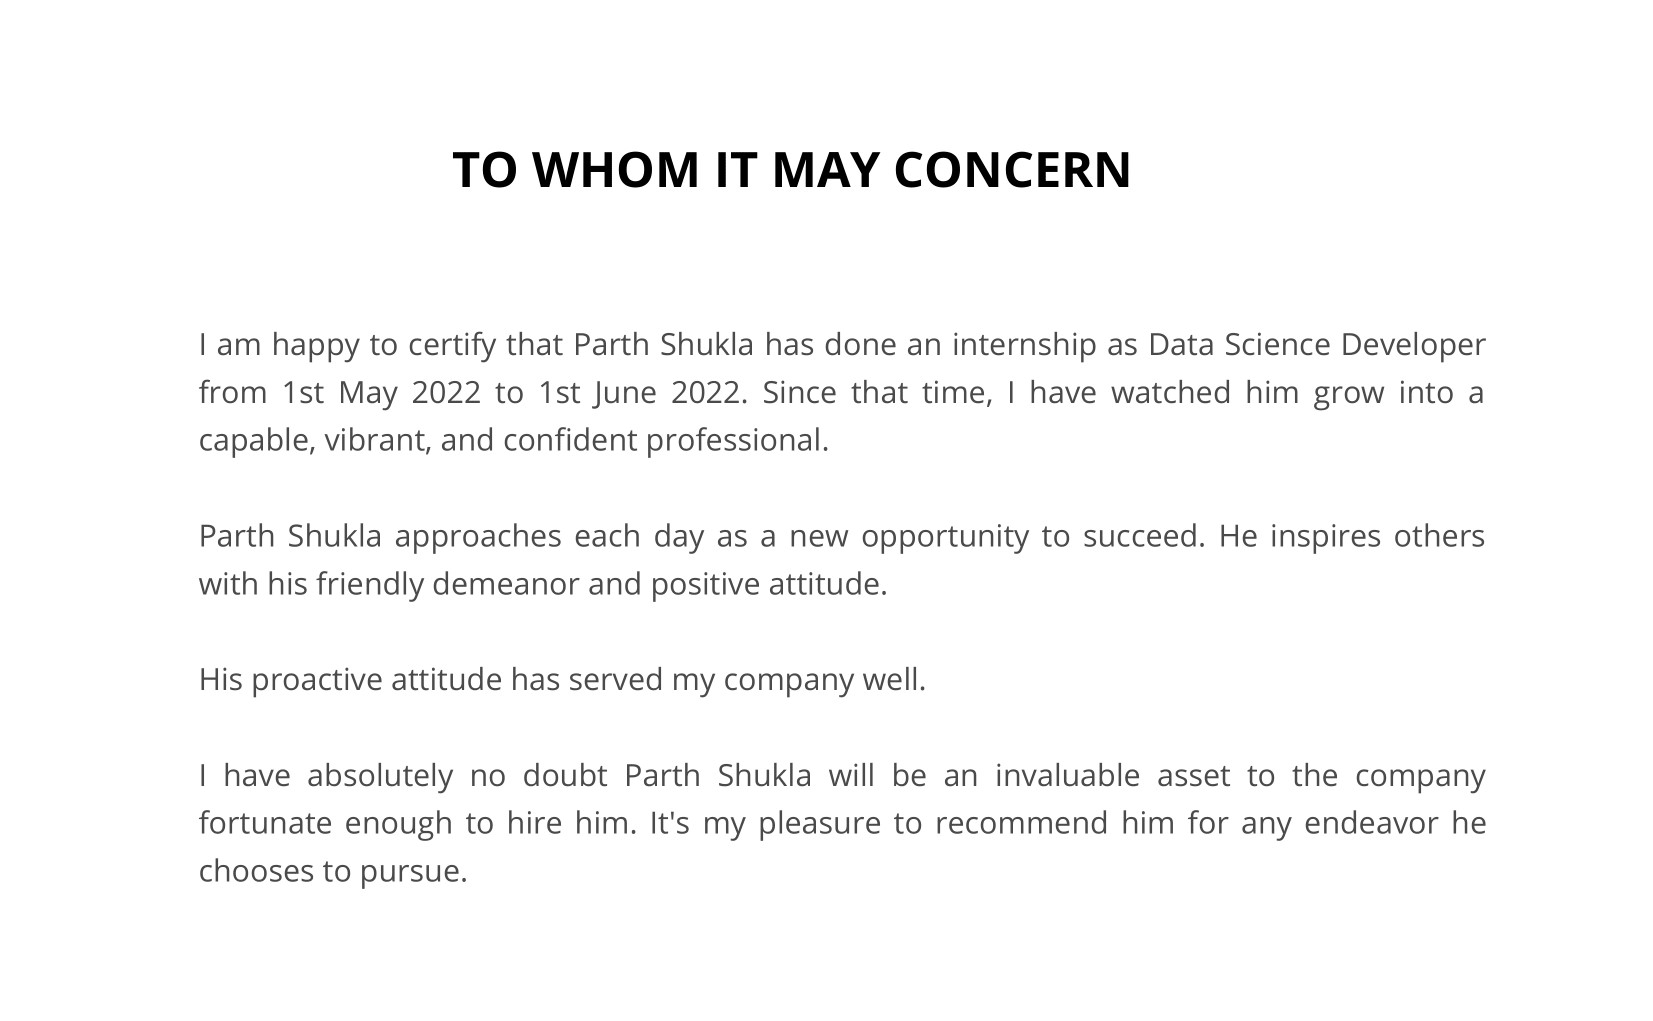 TO WHOM IT MAY CONCERN
I am happy to certify that Parth Shukla has done an internship as Data Science Developer
from 1st May 2022 to 1st June 2022. Since that time, I have watched him grow into a
capable, vibrant, and confident professional.
Parth Shukla approaches each day as a new opportunity to succeed. He inspires others
with his friendly demeanor and positive attitude.
His proactive attitude has served my company well.
I have absolutely no doubt Parth Shukla will be an invaluable asset to the company
fortunate enough to hire him. It's my pleasure to recommend him for any endeavor he
chooses to pursue.